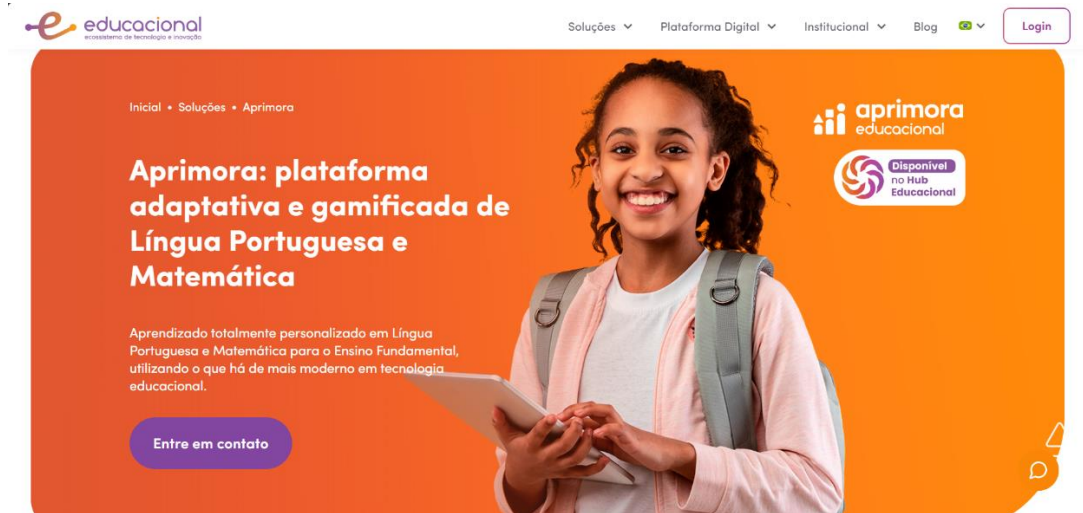 educacional
ecossistema de tecnologia e inovação
Soluções
Plataforma Digital
Institucional
Blog
Login
Inicial • Soluções • Aprimora
aprimora
educacional
Disponível
no Hub
Educacional
Aprimora: plataforma
adaptativa e gamificada de
Língua Portuguesa e
Matemática
Aprendizado totalmente personalizado em Língua
Portuguesa e Matemática para o Ensino Fundamental,
utilizando o que há de mais moderno em tecnologia
educacional.
Entre em contato